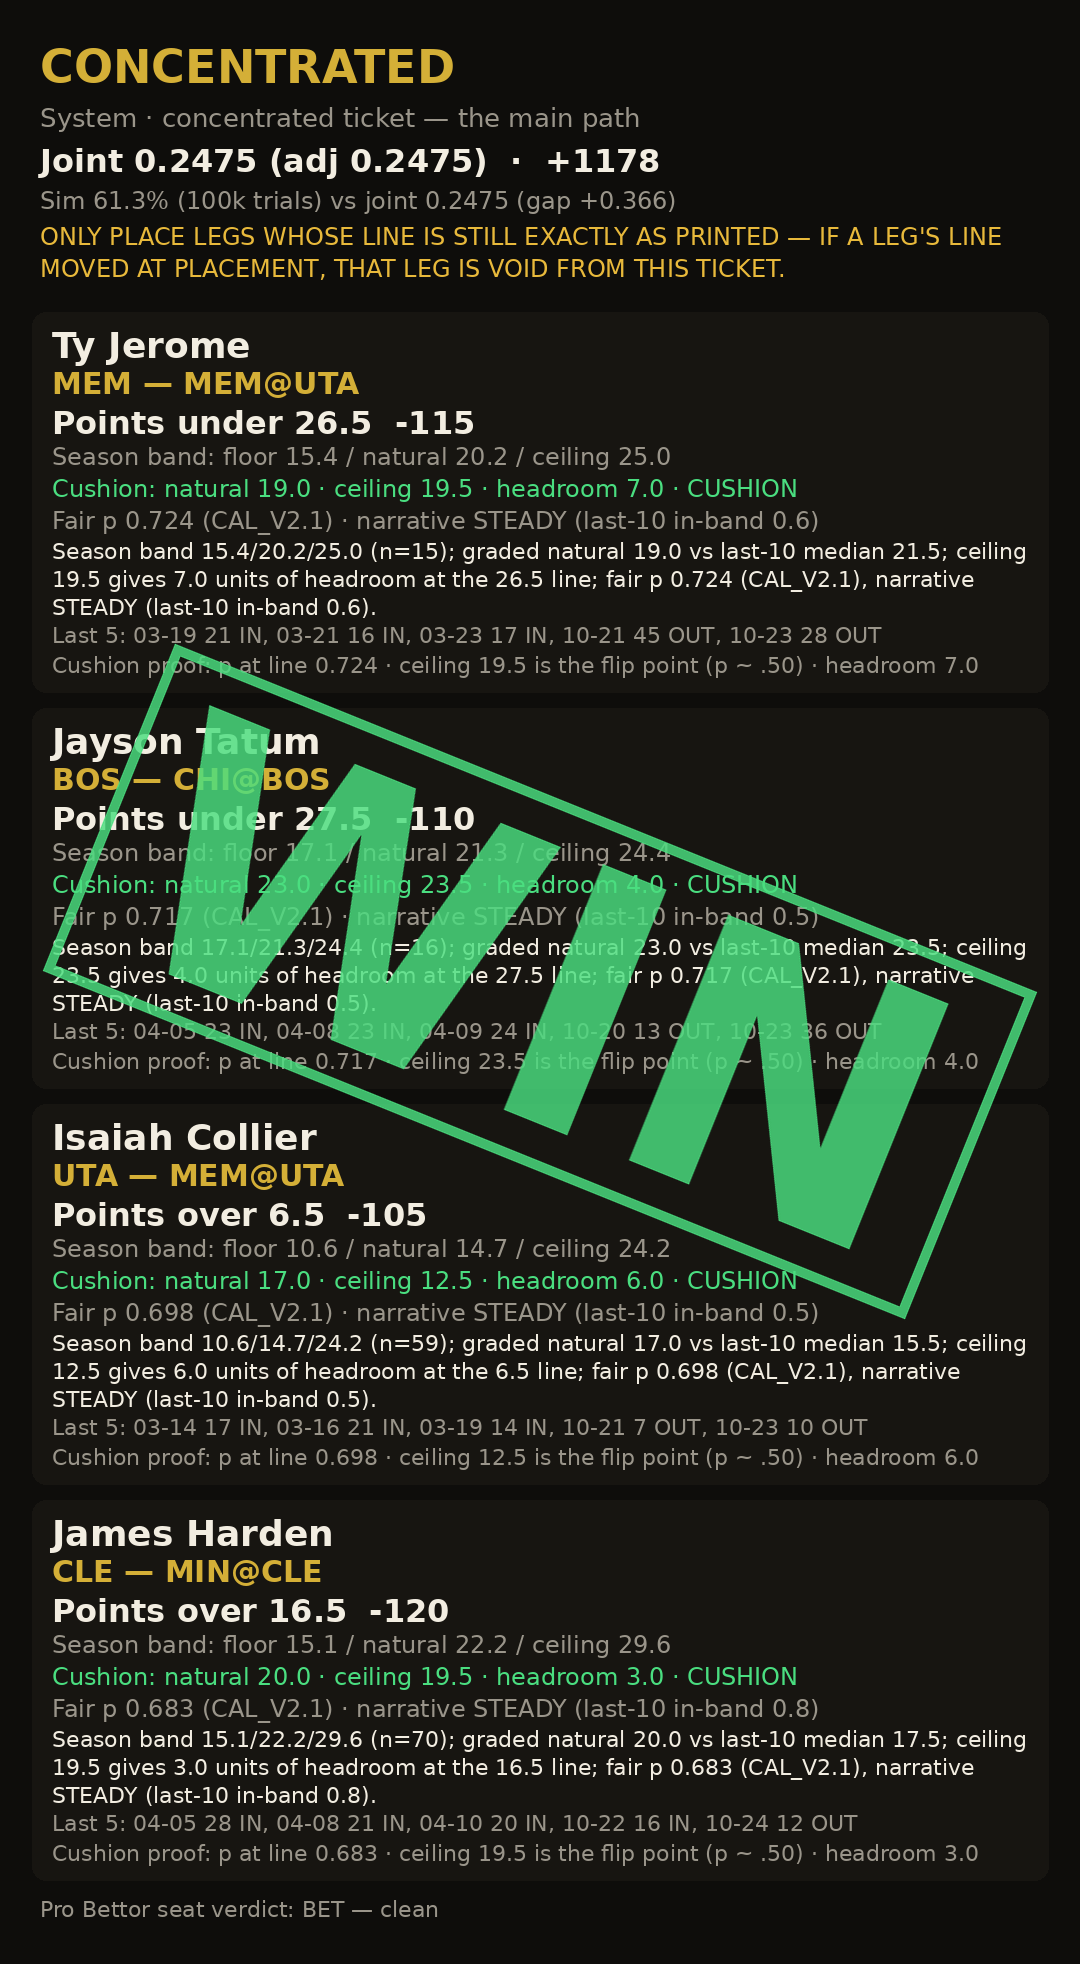 CONCENTRATED
System · concentrated ticket — the main path
Joint 0.2475 (adj 0.2475)  ·  +1178
Sim 61.3% (100k trials) vs joint 0.2475 (gap +0.366)
ONLY PLACE LEGS WHOSE LINE IS STILL EXACTLY AS PRINTED — IF A LEG'S LINE
MOVED AT PLACEMENT, THAT LEG IS VOID FROM THIS TICKET.
Ty Jerome
MEM — MEM@UTA
Points under 26.5  -115
Season band: floor 15.4 / natural 20.2 / ceiling 25.0
Cushion: natural 19.0 · ceiling 19.5 · headroom 7.0 · CUSHION
Fair p 0.724 (CAL_V2.1) · narrative STEADY (last-10 in-band 0.6)
Season band 15.4/20.2/25.0 (n=15); graded natural 19.0 vs last-10 median 21.5; ceiling
19.5 gives 7.0 units of headroom at the 26.5 line; fair p 0.724 (CAL_V2.1), narrative
STEADY (last-10 in-band 0.6).
Last 5: 03-19 21 IN, 03-21 16 IN, 03-23 17 IN, 10-21 45 OUT, 10-23 28 OUT
Cushion proof: p at line 0.724 · ceiling 19.5 is the flip point (p ~ .50) · headroom 7.0
Jayson Tatum
BOS — CHI@BOS
Points under 27.5  -110
Season band: floor 17.1 / natural 21.3 / ceiling 24.4
Cushion: natural 23.0 · ceiling 23.5 · headroom 4.0 · CUSHION
Fair p 0.717 (CAL_V2.1) · narrative STEADY (last-10 in-band 0.5)
Season band 17.1/21.3/24.4 (n=16); graded natural 23.0 vs last-10 median 23.5; ceiling
23.5 gives 4.0 units of headroom at the 27.5 line; fair p 0.717 (CAL_V2.1), narrative
STEADY (last-10 in-band 0.5).
Last 5: 04-05 23 IN, 04-08 23 IN, 04-09 24 IN, 10-20 13 OUT, 10-23 36 OUT
Cushion proof: p at line 0.717 · ceiling 23.5 is the flip point (p ~ .50) · headroom 4.0
WIN
Isaiah Collier
UTA — MEM@UTA
Points over 6.5  -105
Season band: floor 10.6 / natural 14.7 / ceiling 24.2
Cushion: natural 17.0 · ceiling 12.5 · headroom 6.0 · CUSHION
Fair p 0.698 (CAL_V2.1) · narrative STEADY (last-10 in-band 0.5)
Season band 10.6/14.7/24.2 (n=59); graded natural 17.0 vs last-10 median 15.5; ceiling
12.5 gives 6.0 units of headroom at the 6.5 line; fair p 0.698 (CAL_V2.1), narrative
STEADY (last-10 in-band 0.5).
Last 5: 03-14 17 IN, 03-16 21 IN, 03-19 14 IN, 10-21 7 OUT, 10-23 10 OUT
Cushion proof: p at line 0.698 · ceiling 12.5 is the flip point (p ~ .50) · headroom 6.0
James Harden
CLE — MIN@CLE
Points over 16.5  -120
Season band: floor 15.1 / natural 22.2 / ceiling 29.6
Cushion: natural 20.0 · ceiling 19.5 · headroom 3.0 · CUSHION
Fair p 0.683 (CAL_V2.1) · narrative STEADY (last-10 in-band 0.8)
Season band 15.1/22.2/29.6 (n=70); graded natural 20.0 vs last-10 median 17.5; ceiling
19.5 gives 3.0 units of headroom at the 16.5 line; fair p 0.683 (CAL_V2.1), narrative
STEADY (last-10 in-band 0.8).
Last 5: 04-05 28 IN, 04-08 21 IN, 04-10 20 IN, 10-22 16 IN, 10-24 12 OUT
Cushion proof: p at line 0.683 · ceiling 19.5 is the flip point (p ~ .50) · headroom 3.0
Pro Bettor seat verdict: BET — clean